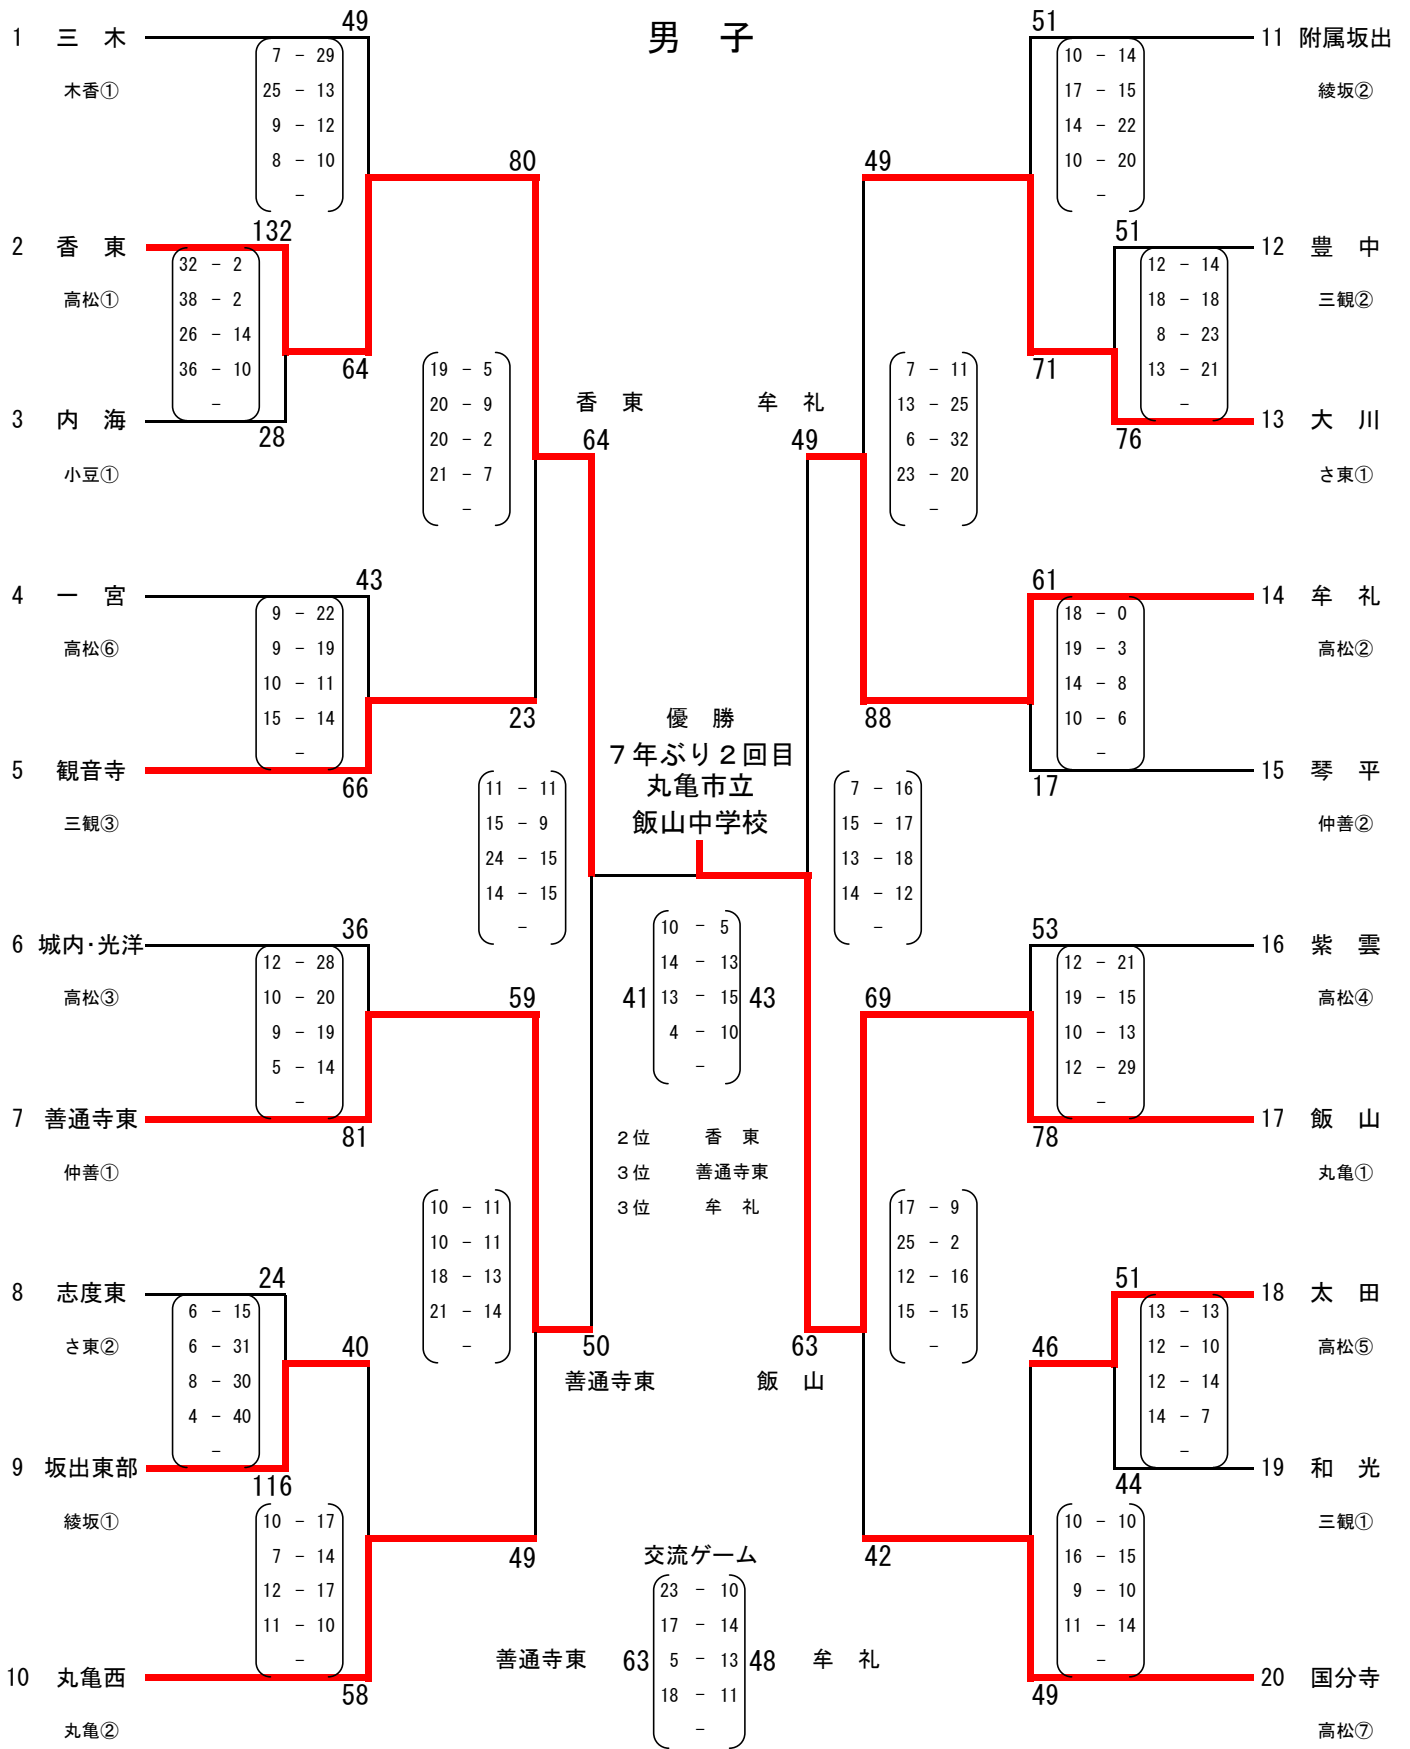 男 子
1 三 木
木香①
49
7 - 29
25 - 13
9 - 12
8 - 10
-
2 香 東
高松①
132
32 - 2
38 - 2
26 - 14
36 - 10
-
3 内 海
小豆①
28
64
80
19 - 5
20 - 9
20 - 2
21 - 7
-
4 一 宮
高松⑥
43
9 - 22
9 - 19
10 - 11
15 - 14
-
5 観音寺
三観③
66
23
香 東
64
11 - 11
15 - 9
24 - 15
14 - 15
-
6 城内・光洋
高松③
36
12 - 28
10 - 20
9 - 19
5 - 14
-
7 善通寺東
仲善①
81
59
10 - 11
10 - 11
18 - 13
21 - 14
-
8 志度東
さ東②
24
6 - 15
6 - 31
8 - 30
4 - 40
-
9 坂出東部
綾坂①
116
40
10 - 17
7 - 14
12 - 17
11 - 10
-
10 丸亀西
丸亀②
58
49
50
善通寺東
優 勝
7年ぶり2回目
丸亀市立
飯山中学校
41
10 - 5
14 - 13
13 - 15
4 - 10
-
43
2位 香 東
3位 善通寺東
3位 牟 礼
交流ゲーム
善通寺東 63
23 - 10
17 - 14
5 - 13
18 - 11
-
48 牟 礼
51
11 附属坂出
綾坂②
10 - 14
17 - 15
14 - 22
10 - 20
-
51
12 豊 中
三観②
12 - 14
18 - 18
8 - 23
13 - 21
-
76
13 大 川
さ東①
71
49
7 - 11
13 - 25
6 - 32
23 - 20
-
牟 礼
49
61
14 牟 礼
高松②
18 - 0
19 - 3
14 - 8
10 - 6
-
17
15 琴 平
仲善②
88
7 - 16
15 - 17
13 - 18
14 - 12
-
53
16 紫 雲
高松④
12 - 21
19 - 15
10 - 13
12 - 29
-
78
17 飯 山
丸亀①
69
17 - 9
25 - 2
12 - 16
15 - 15
-
63
飯 山
51
18 太 田
高松⑤
13 - 13
12 - 10
12 - 14
14 - 7
-
44
19 和 光
三観①
46
10 - 10
16 - 15
9 - 10
11 - 14
-
42
49
20 国分寺
高松⑦